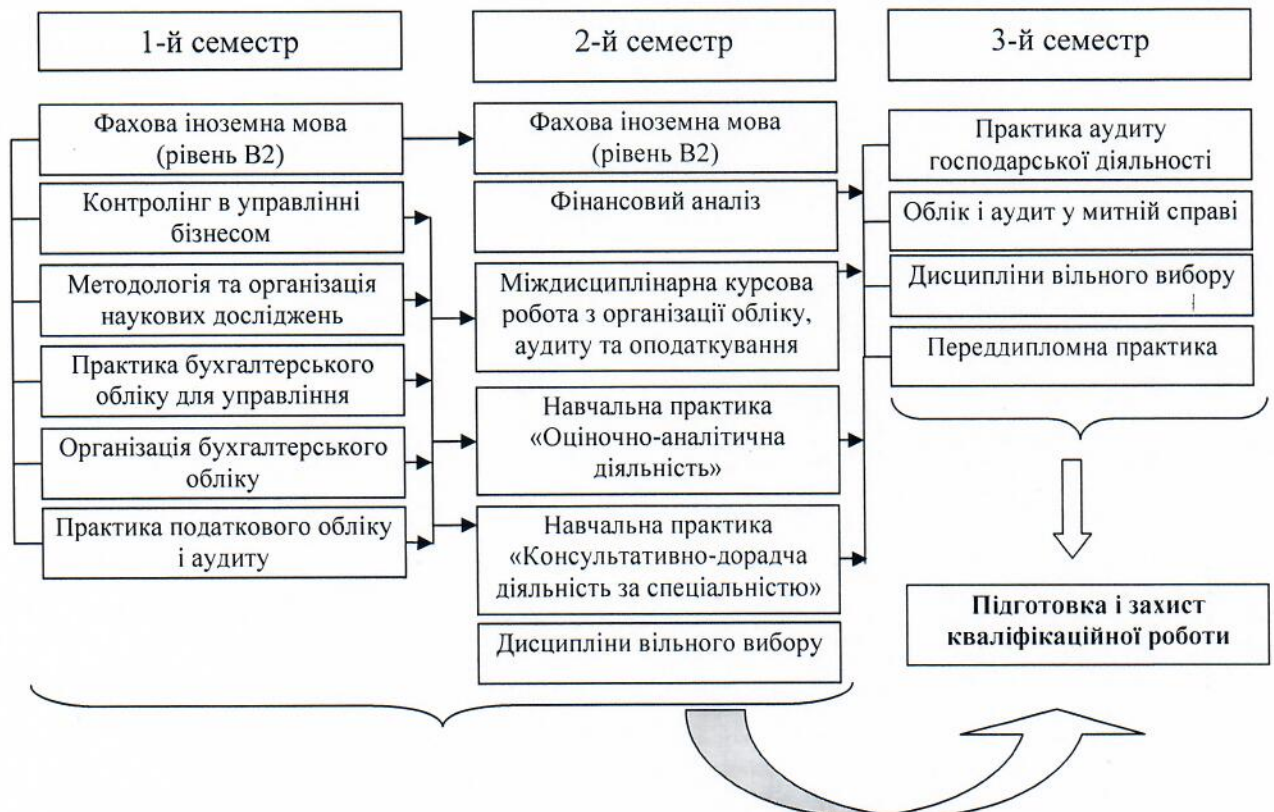 1-й семестр
2-й семестр
3-й семестр
Фахова іноземна мова
(рівень В2)
Контролінг в управлінні
бізнесом
Методологія та організація
наукових досліджень
Практика бухгалтерського
обліку для управління
Організація бухгалтерського
обліку
Практика податкового обліку
і аудиту
Фахова іноземна мова
(рівень В2)
Фінансовий аналіз
Міждисциплінарна курсова
робота з організації обліку,
аудиту та оподаткування
Навчальна практика
«Оціночно-аналітична
діяльність»
Навчальна практика
«Консультативно-дорадча
діяльність за спеціальністю»
Дисципліни вільного вибору
Практика аудиту
господарської діяльності
Облік і аудит у митній справі
Дисципліни вільного вибору
Переддипломна практика
Підготовка і захист
кваліфікаційної роботи